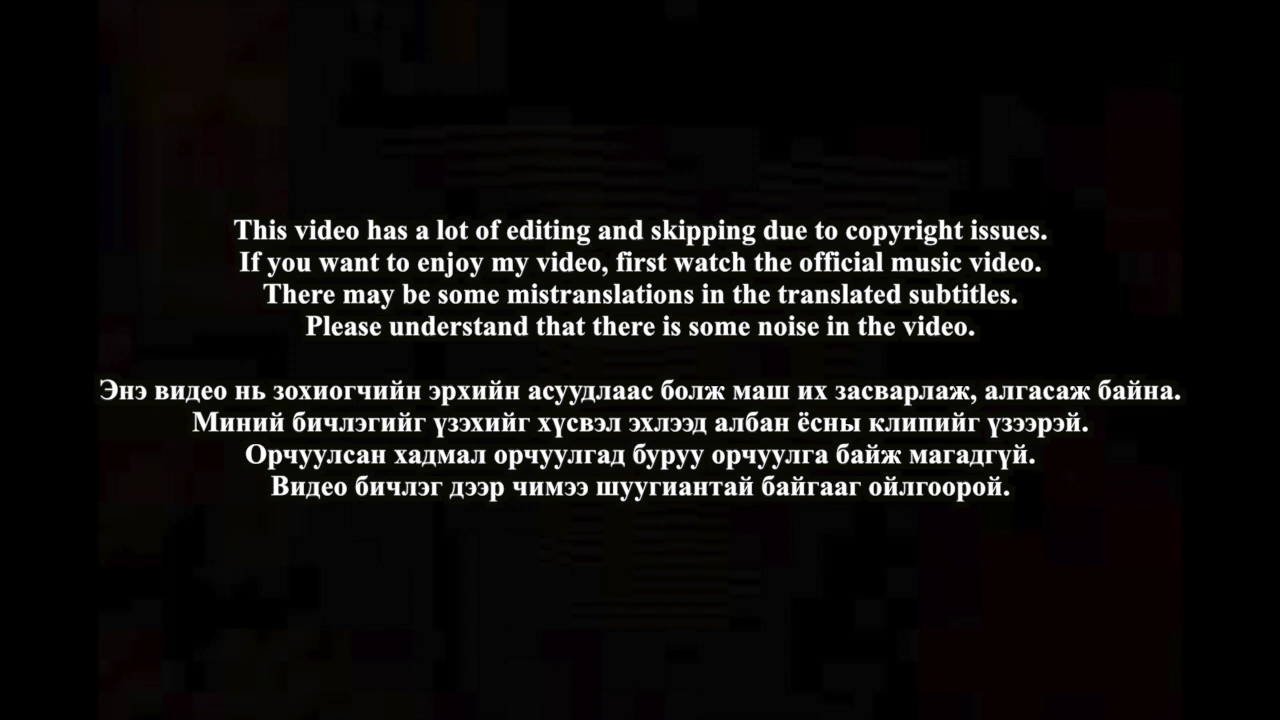 This video has a lot of editing and skipping due to copyright issues.
If you want to enjoy my video, first watch the official music video.
There may be some mistranslations in the translated subtitles.
Please understand that there is some noise in the video.
Энэ видео нь зохиогчийн эрхийн асуудлаас болж маш их засварлаж, алгасаж байна.
Миний бичлэгийг үзэхийг хүсвэл эхлээд албан ёсны клипийг үзээрэй.
Орчуулсан хадмал орчуулгад буруу орчуулга байж магадгүй.
Видео бичлэг дээр чимээ шуугиантай байгааг ойлгоорой.